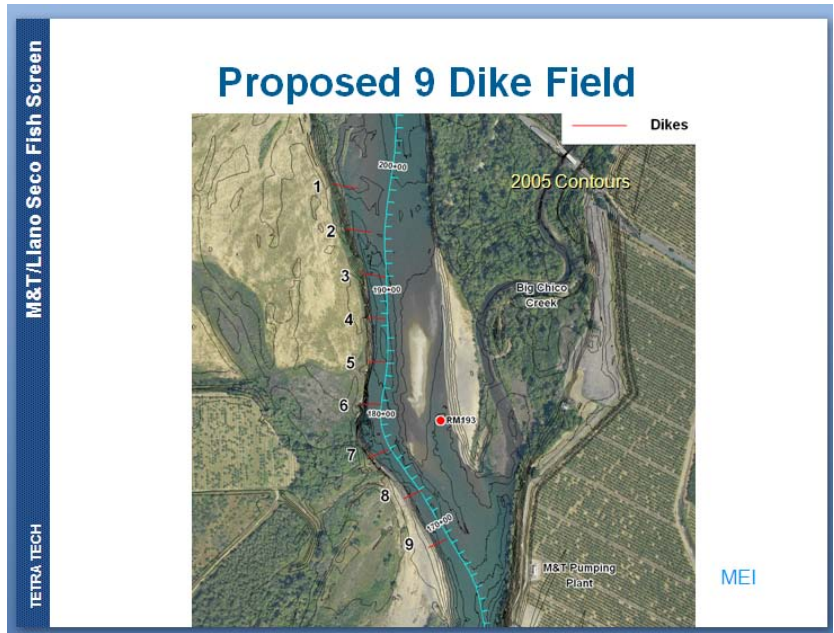 M&T/Llano Seco Fish Screen
TETRA TECH
Proposed 9 Dike Field
Dikes
2005 Contours
200+00
1
2
3
190+00
Big Chico
Creek
4
5
6
180+00
RM193
7
8
170+00
9
M&T Pumping
Plant
MEI